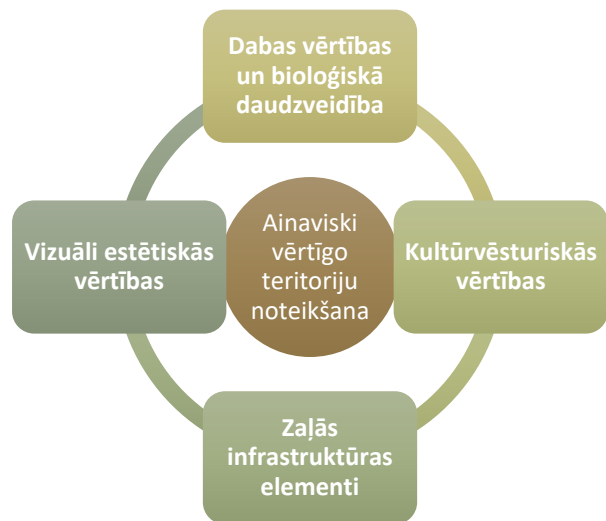 Dabas vērtības
un bioloģiskā
daudzveidība
Vizuāli estētiskās
vērtības
Ainaviski
vērtīgo
teritoriju
noteikšana
Kultūrvēsturiskās
vērtības
Zaļās
infrastruktūras
elementi